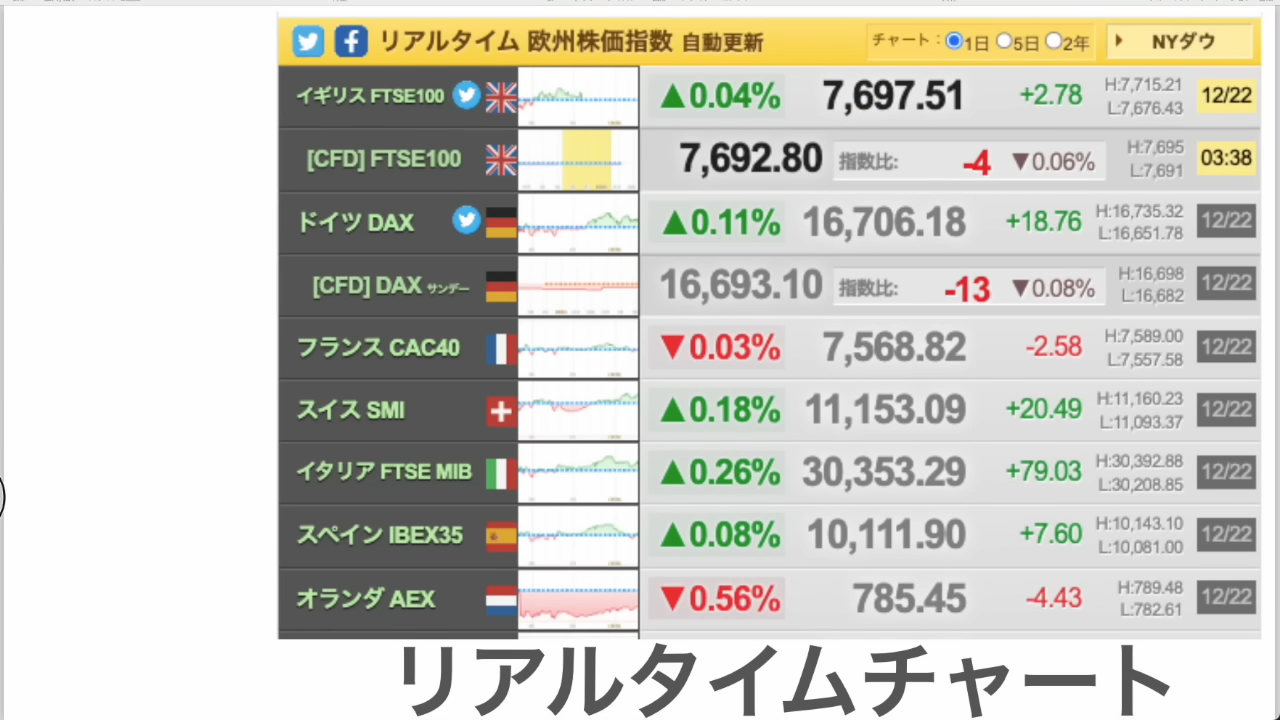 リアルタイム 欧州株価指数 自動更新 チャート: 1日 5日 2年 NYダウ
イギリス FTSE100 ▲0.04% 7,697.51 +2.78 H:7,715.21 L:7,676.43 12/22
[CFD] FTSE100 7,692.80 指数比: -4 ▼0.06% H:7,695 L:7,691 03:38
ドイツ DAX ▲0.11% 16,706.18 +18.76 H:16,735.32 L:16,651.78 12/22
[CFD] DAX サンデー 16,693.10 指数比: -13 ▼0.08% H:16,698 L:16,682 12/22
フランス CAC40 ▼0.03% 7,568.82 -2.58 H:7,589.00 L:7,557.58 12/22
スイス SMI ▲0.18% 11,153.09 +20.49 H:11,160.23 L:11,093.37 12/22
イタリア FTSE MIB ▲0.26% 30,353.29 +79.03 H:30,392.88 L:30,208.85 12/22
スペイン IBEX35 ▲0.08% 10,111.90 +7.60 H:10,143.10 L:10,081.00 12/22
オランダ AEX ▼0.56% 785.45 -4.43 H:789.48 L:782.61 12/22
リアルタイムチャート